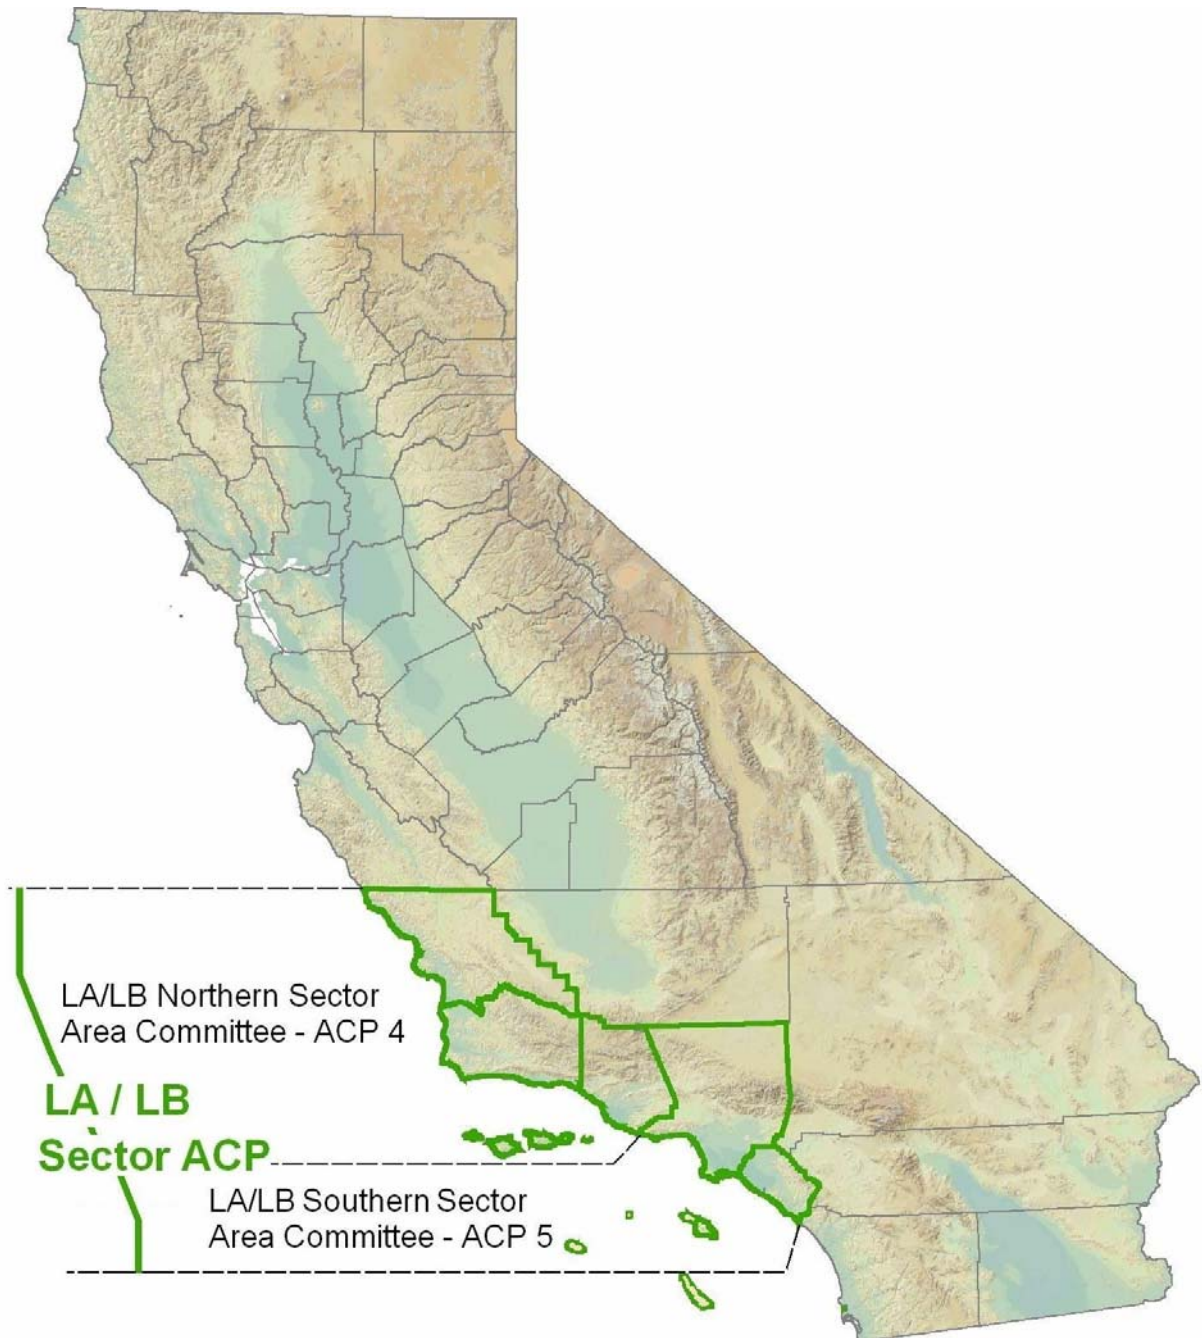 LA/LB Northern Sector
Area Committee - ACP 4
LA / LB
Sector ACP
LA/LB Southern Sector
Area Committee - ACP 5